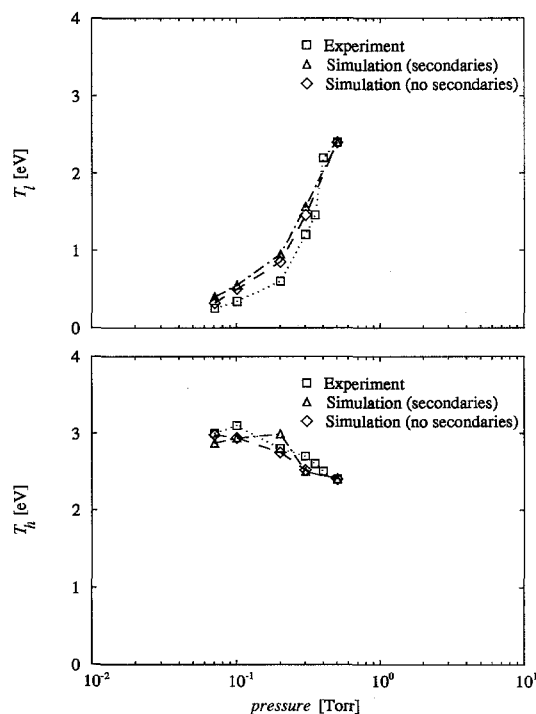 4
Experiment
Simulation (secondaries)
3
Simulation (no secondaries)
T_l [eV]
2
1
0
4
Experiment
Simulation (secondaries)
3
Simulation (no secondaries)
T_h [eV]
2
1
0
10^-2 10^-1 10^0 10^1
pressure [Torr]